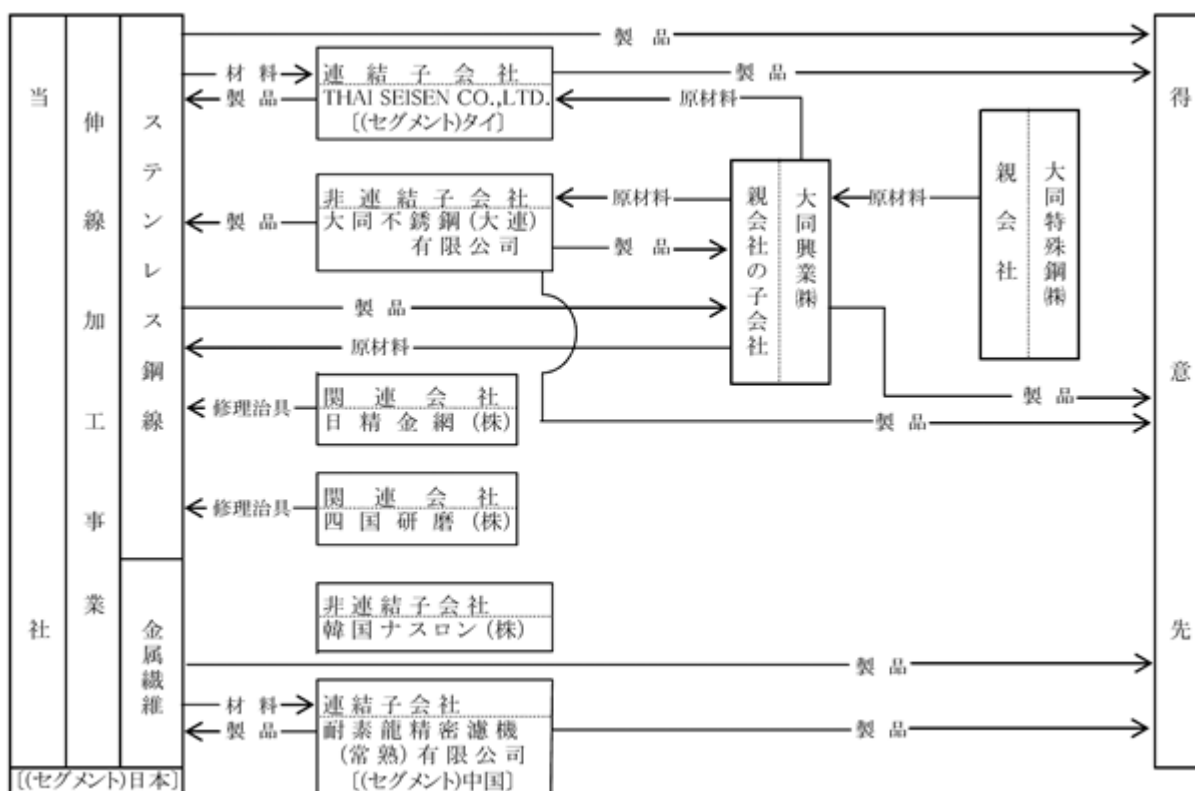 当社
伸線加工事業
ステンレス鋼線
金属繊維
[(セグメント)日本]
製品
材料
製品
連結子会社
THAI SEISEN CO.,LTD.
[(セグメント)タイ]
製品
原材料
製品
非連結子会社
大同不銹鋼(大連)
有限公司
原材料
製品
親会社の子会社
大同興業㈱
原材料
親会社
大同特殊鋼㈱
製品
原材料
製品
製品
修理治具
関連会社
日精金網(株)
修理治具
関連会社
四国研磨(株)
非連結子会社
韓国ナスロン(株)
製品
材料
製品
連結子会社
耐素龍精密濾機
(常熟)有限公司
[(セグメント)中国]
製品
得意先